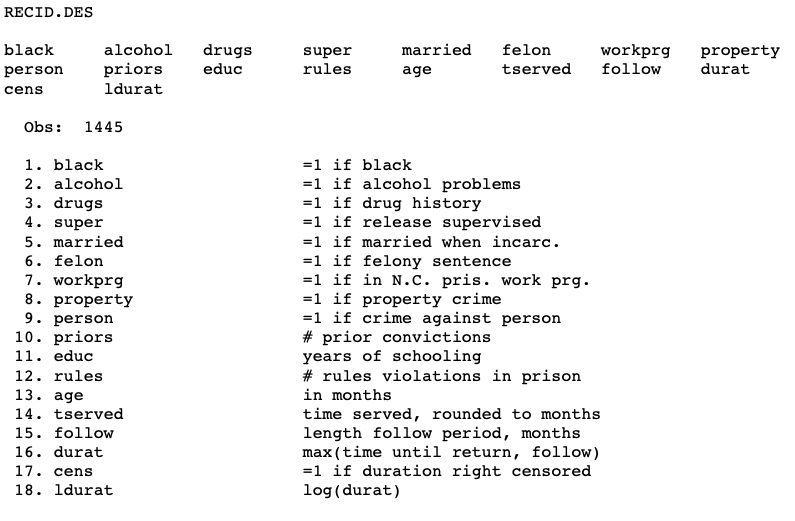 RECID.DES
black alcohol drugs super married felon workprg property
person priors educ rules age tserved follow durat
cens ldurat
Obs: 1445
1. black =1 if black
2. alcohol =1 if alcohol problems
3. drugs =1 if drug history
4. super =1 if release supervised
5. married =1 if married when incarc.
6. felon =1 if felony sentence
7. workprg =1 if in N.C. pris. work prg.
8. property =1 if property crime
9. person =1 if crime against person
10. priors # prior convictions
11. educ years of schooling
12. rules # rules violations in prison
13. age in months
14. tserved time served, rounded to months
15. follow length follow period, months
16. durat max(time until return, follow)
17. cens =1 if duration right censored
18. ldurat log(durat)